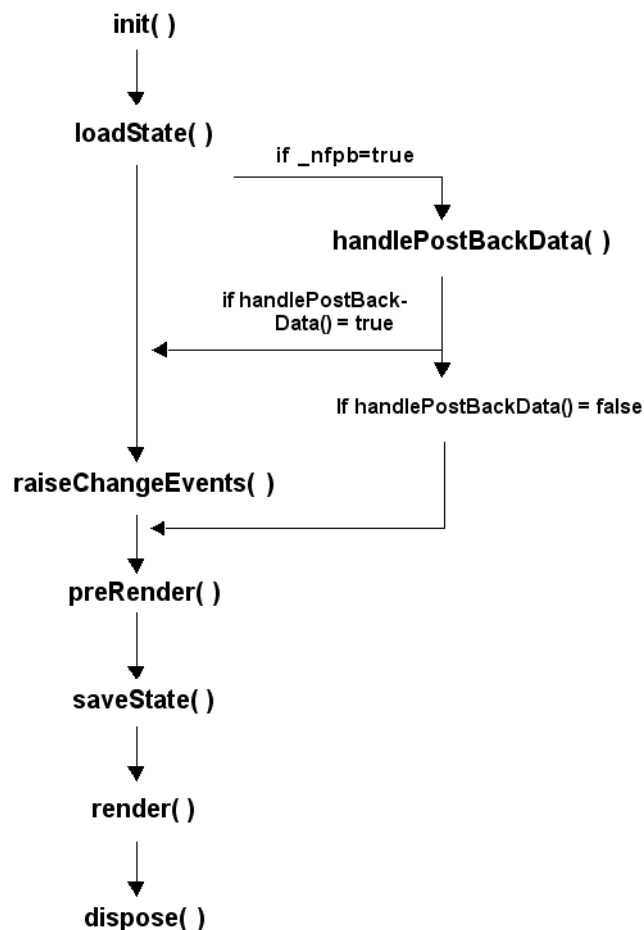 init( )
loadState( )
if _nfpb=true
handlePostBackData( )
if handlePostBack-
Data() = true
If handlePostBackData() = false
raiseChangeEvents( )
preRender( )
saveState( )
render( )
dispose( )